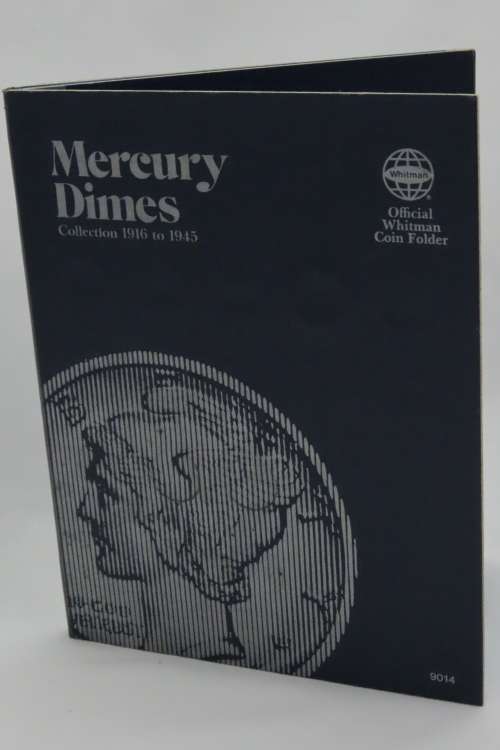 Mercury
Dimes
Collection 1916 to 1945
Whitman
®
Official
Whitman
Coin Folder
9014